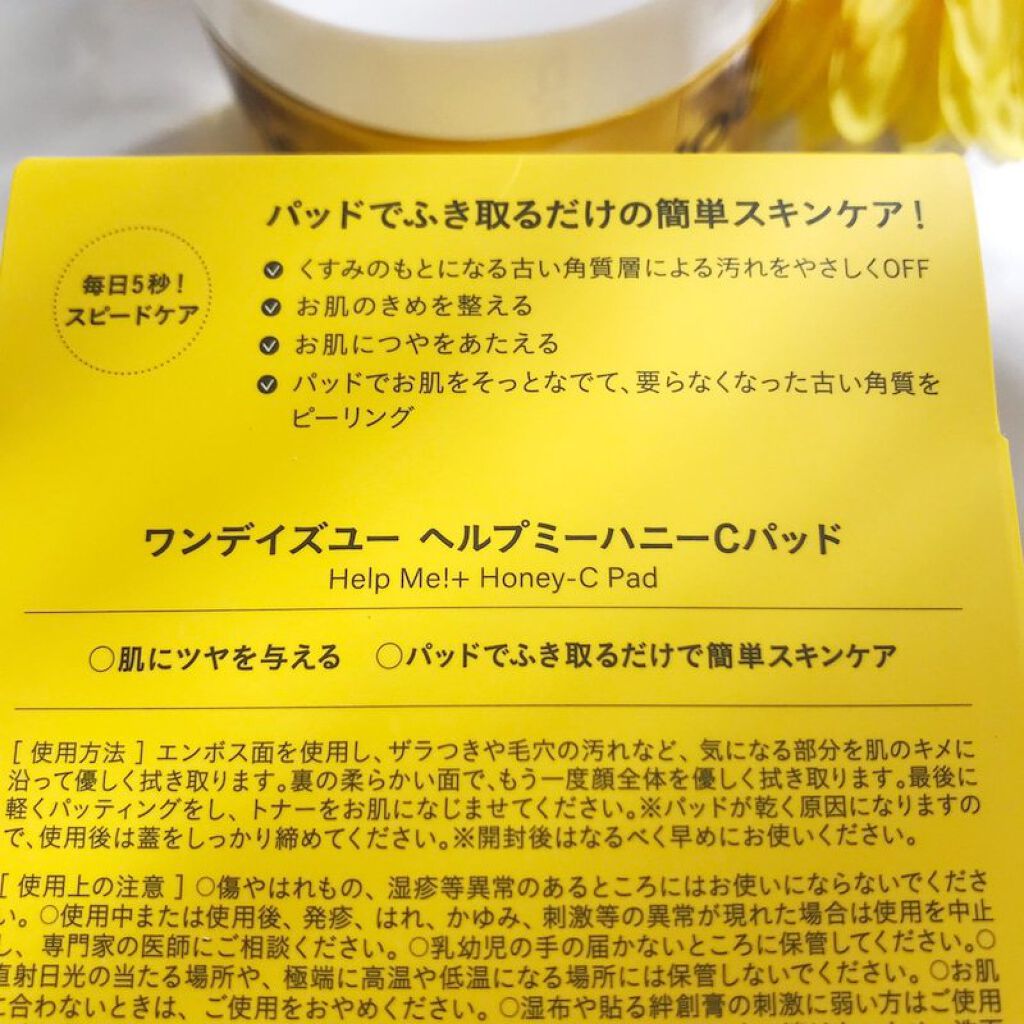 パッドでふき取るだけの簡単スキンケア!
毎日5秒!
スピードケア
くすみのもとになる古い角質層による汚れをやさしくOFF
お肌のきめを整える
お肌につやをあたえる
パッドでお肌をそっとなでて、要らなくなった古い角質を
ピーリング
ワンデイズユー ヘルプミーハニーCパッド
Help Me!+ Honey-C Pad
○肌にツヤを与える ○パッドでふき取るだけで簡単スキンケア
[ 使用方法 ] エンボス面を使用し、ザラつきや毛穴の汚れなど、気になる部分を肌のキメに
沿って優しく拭き取ります。裏の柔らかい面で、もう一度顔全体を優しく拭き取ります。最後に
軽くパッティングをし、トナーをお肌になじませてください。※パッドが乾く原因になりますの
で、使用後は蓋をしっかり締めてください。※開封後はなるべく早めにお使いください。
[ 使用上の注意 ] ○傷やはれもの、湿疹等異常のあるところにはお使いにならないでくださ
い。○使用中または使用後、発疹、はれ、かゆみ、刺激等の異常が現れた場合は使用を中止
し、専門家の医師にご相談ください。○乳幼児の手の届かないところに保管してください。○
直射日光の当たる場所や、極端に高温や低温になる場所には保管しないでください。○お肌
に合わないときは、ご使用をおやめください。○湿布や貼る絆創膏の刺激に弱い方はご使用